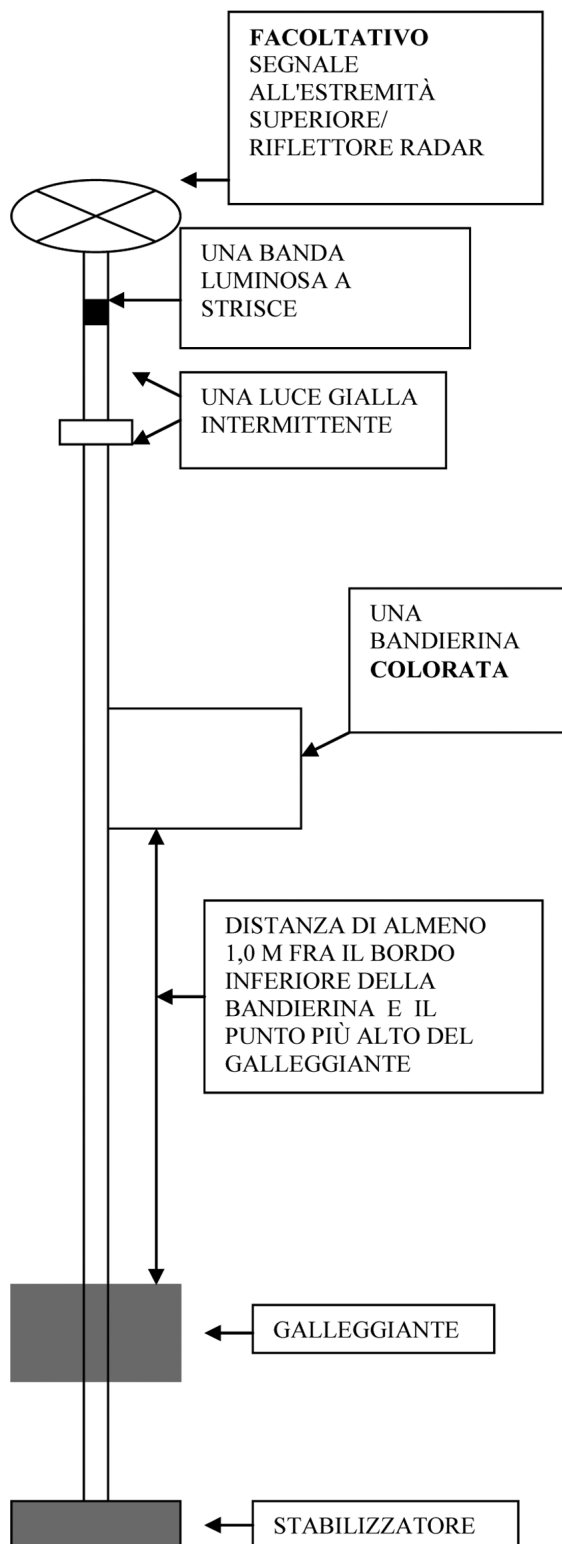 FACOLTATIVO
SEGNALE
ALL'ESTREMITÀ
SUPERIORE/
RIFLETTORE RADAR
UNA BANDA
LUMINOSA A
STRISCE
UNA LUCE GIALLA
INTERMITTENTE
UNA
BANDIERINA
COLORATA
DISTANZA DI ALMENO
1,0 M FRA IL BORDO
INFERIORE DELLA
BANDIERINA E IL
PUNTO PIÙ ALTO DEL
GALLEGGIANTE
GALLEGGIANTE
STABILIZZATORE